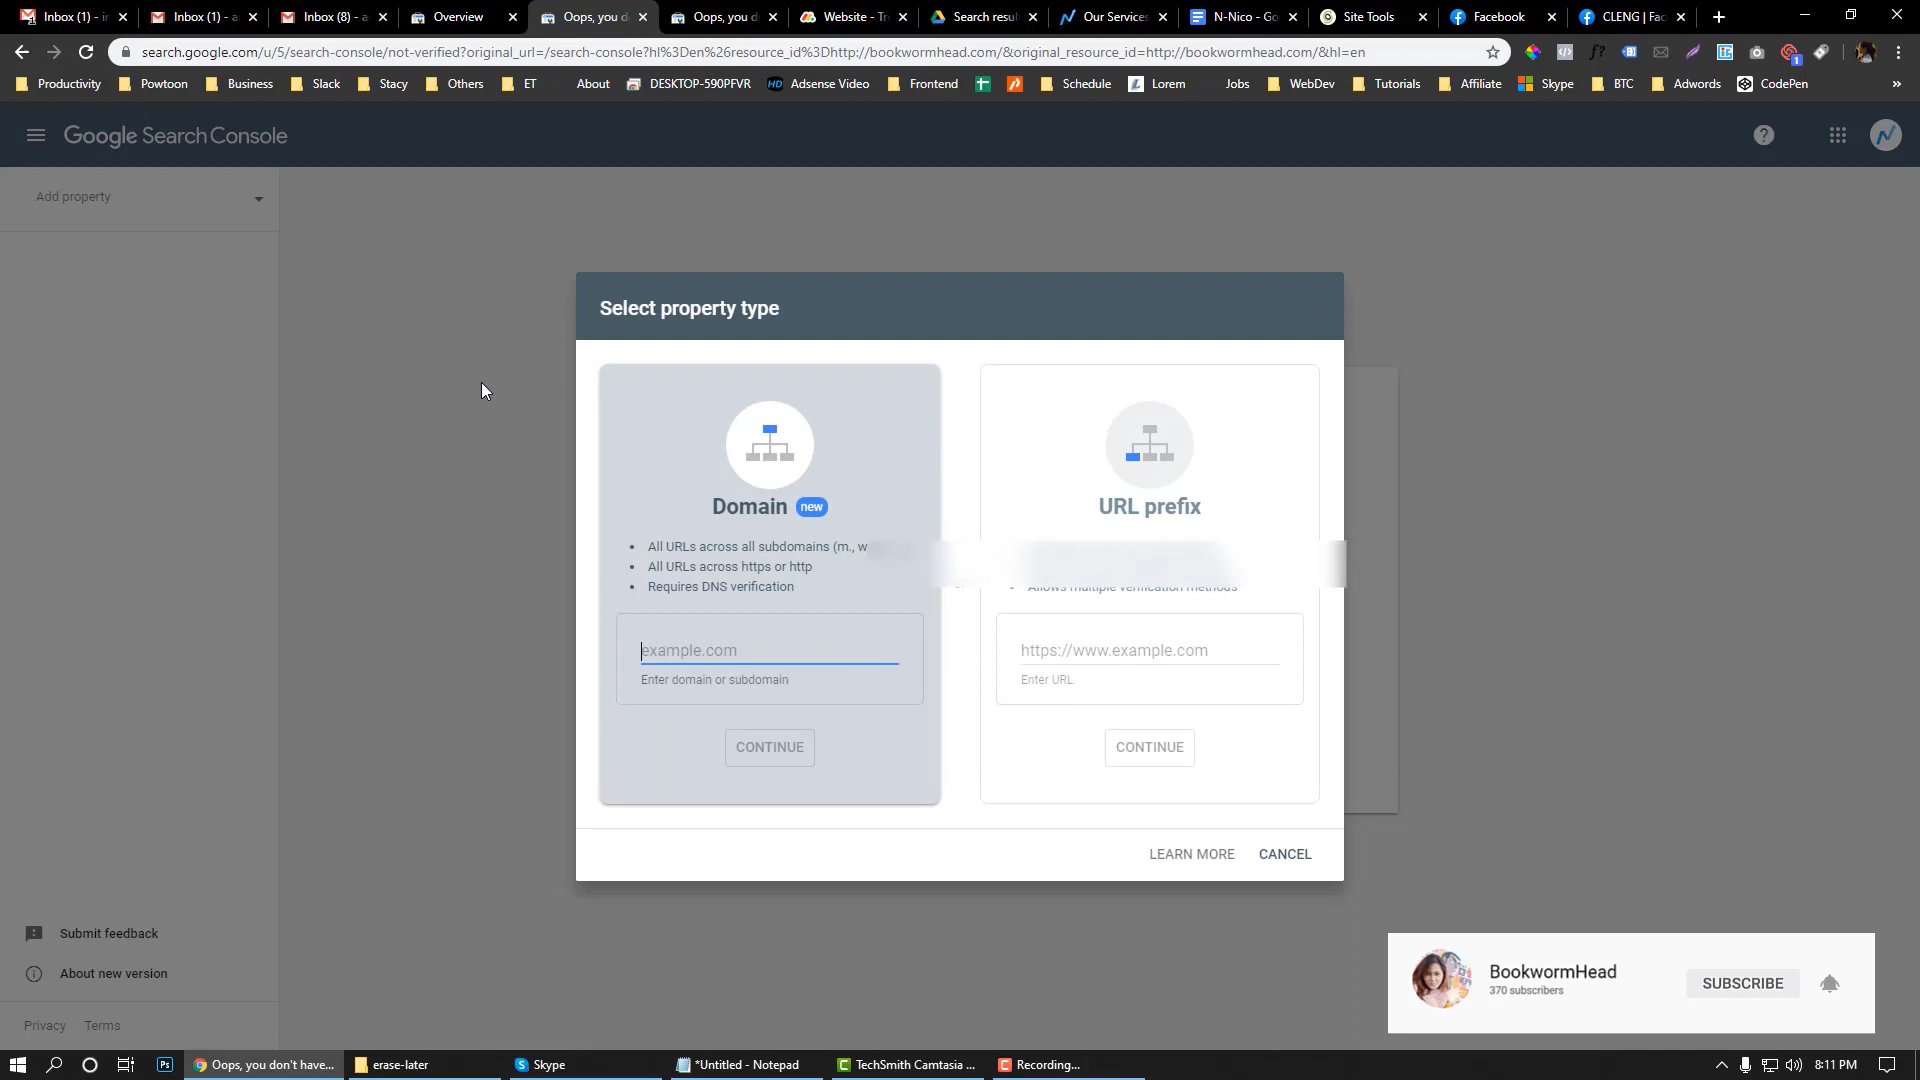 Inbox (1) - ir
Inbox (1) - a
Inbox (8) - a
Overview
Oops, you d
Oops, you d
Website - Tr
Search resul
Our Services
N-Nico - Go
Site Tools
Facebook
CLENG | Fac
search.google.com/u/5/search-console/not-verified?original_url=/search-console?hl%3Den%26resource_id%3Dhttp://bookwormhead.com/&original_resource_id=http://bookwormhead.com/&hl=en
Productivity
Powtoon
Business
Slack
Stacy
Others
ET
About
DESKTOP-590PFVR
HD Adsense Video
Frontend
Schedule
L Lorem
Jobs
WebDev
Tutorials
Affiliate
Skype
BTC
Adwords
CodePen
»
Google Search Console
Add property
Select property type
Domain new
All URLs across all subdomains (m., w
All URLs across https or http
Requires DNS verification
example.com
Enter domain or subdomain
CONTINUE
URL prefix
Allows multiple verification methods
https://www.example.com
Enter URL
CONTINUE
LEARN MORE
CANCEL
Submit feedback
About new version
Privacy
Terms
BookwormHead
370 subscribers
SUBSCRIBE
Ps
Oops, you don't have...
erase-later
Skype
*Untitled - Notepad
TechSmith Camtasia ...
Recording...
8:11 PM